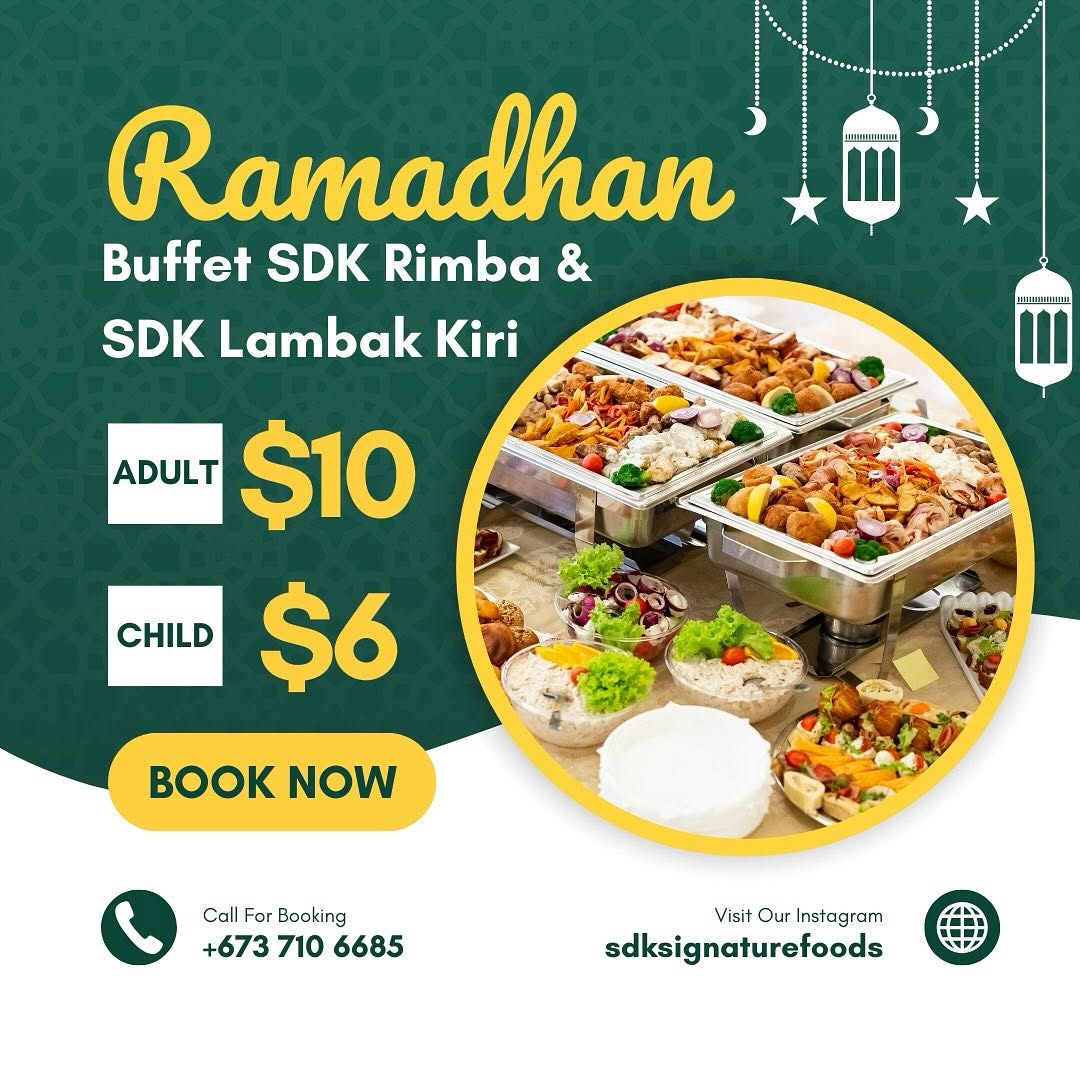 Ramadhan
Buffet SDK Rimba &
SDK Lambak Kiri
ADULT $10
CHILD $6
BOOK NOW
Call For Booking
+673 710 6685
Visit Our Instagram
sdksignaturefoods